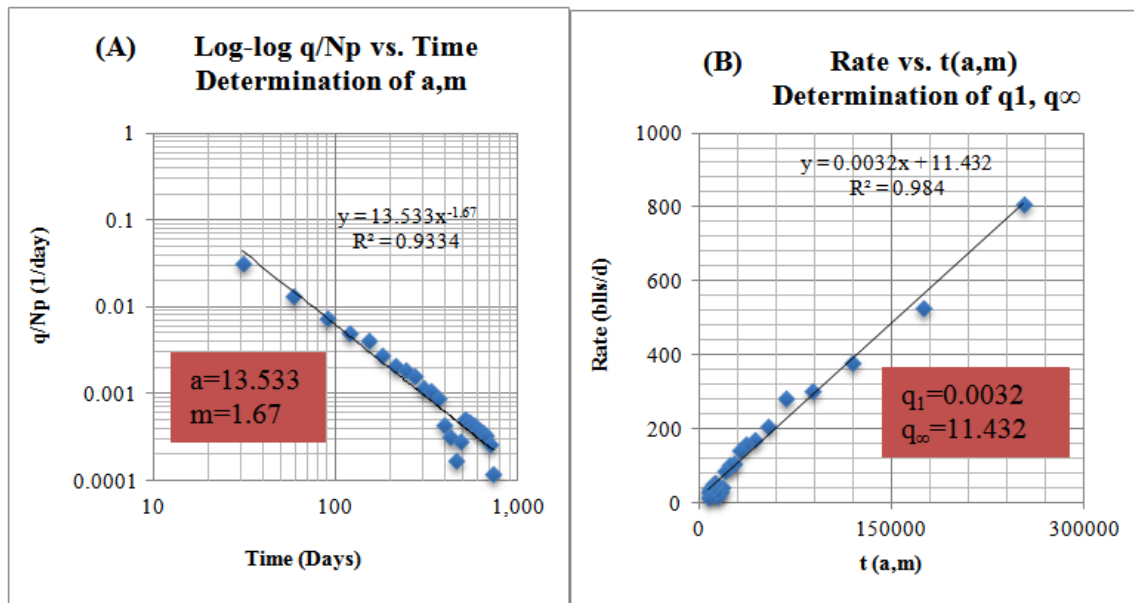 (A) Log-log q/Np vs. Time
Determination of a,m
1
0.1
0.01
0.001
0.0001
q/Np (1/day)
y = 13.533x^-1.67
R² = 0.9334
a=13.533
m=1.67
10
100
1,000
Time (Days)
(B) Rate vs. t(a,m)
Determination of q1, q∞
1000
800
600
400
200
0
Rate (blls/d)
y = 0.0032x + 11.432
R² = 0.984
q₁=0.0032
q∞=11.432
0
150000
300000
t (a,m)